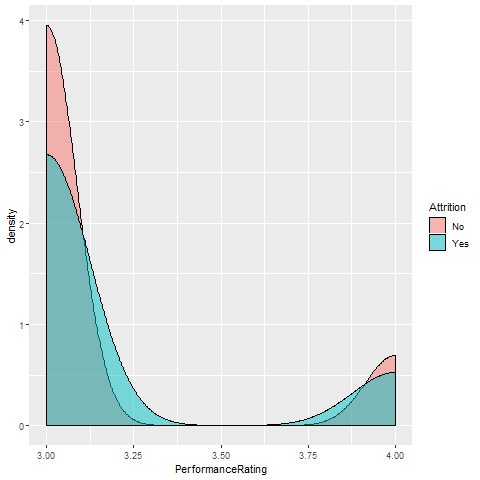 4
3
2
1
0
density
3.00
3.25
3.50
3.75
4.00
PerformanceRating
Attrition
No
Yes